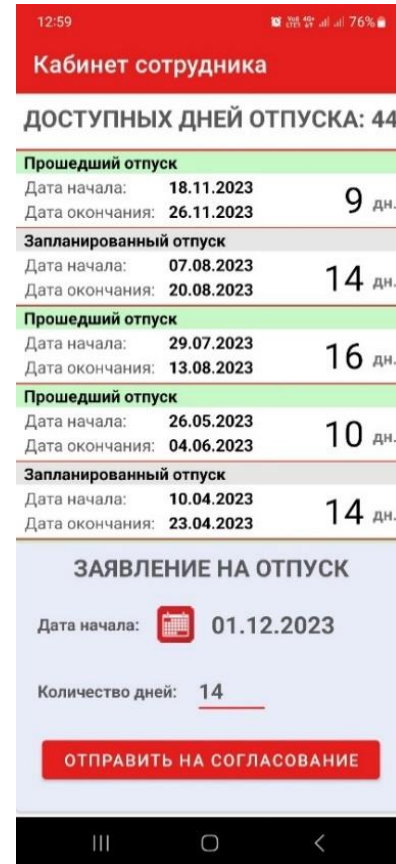 12:59 76%
Кабинет сотрудника
ДОСТУПНЫХ ДНЕЙ ОТПУСКА: 44
Прошедший отпуск
Дата начала: 18.11.2023
9 дн.
Дата окончания: 26.11.2023
Запланированный отпуск
Дата начала: 07.08.2023
14 дн.
Дата окончания: 20.08.2023
Прошедший отпуск
Дата начала: 29.07.2023
16 дн.
Дата окончания: 13.08.2023
Прошедший отпуск
Дата начала: 26.05.2023
10 дн.
Дата окончания: 04.06.2023
Запланированный отпуск
Дата начала: 10.04.2023
14 дн.
Дата окончания: 23.04.2023
ЗАЯВЛЕНИЕ НА ОТПУСК
Дата начала: 01.12.2023
Количество дней: 14
ОТПРАВИТЬ НА СОГЛАСОВАНИЕ